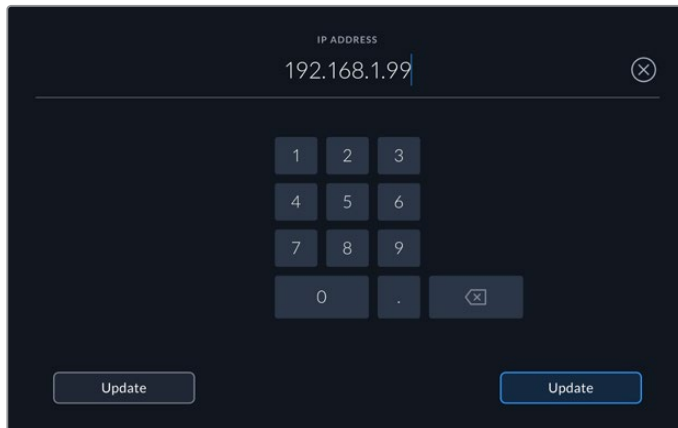 IP ADDRESS
192.168.1.99
1 2 3
4 5 6
7 8 9
0 .
Update Update